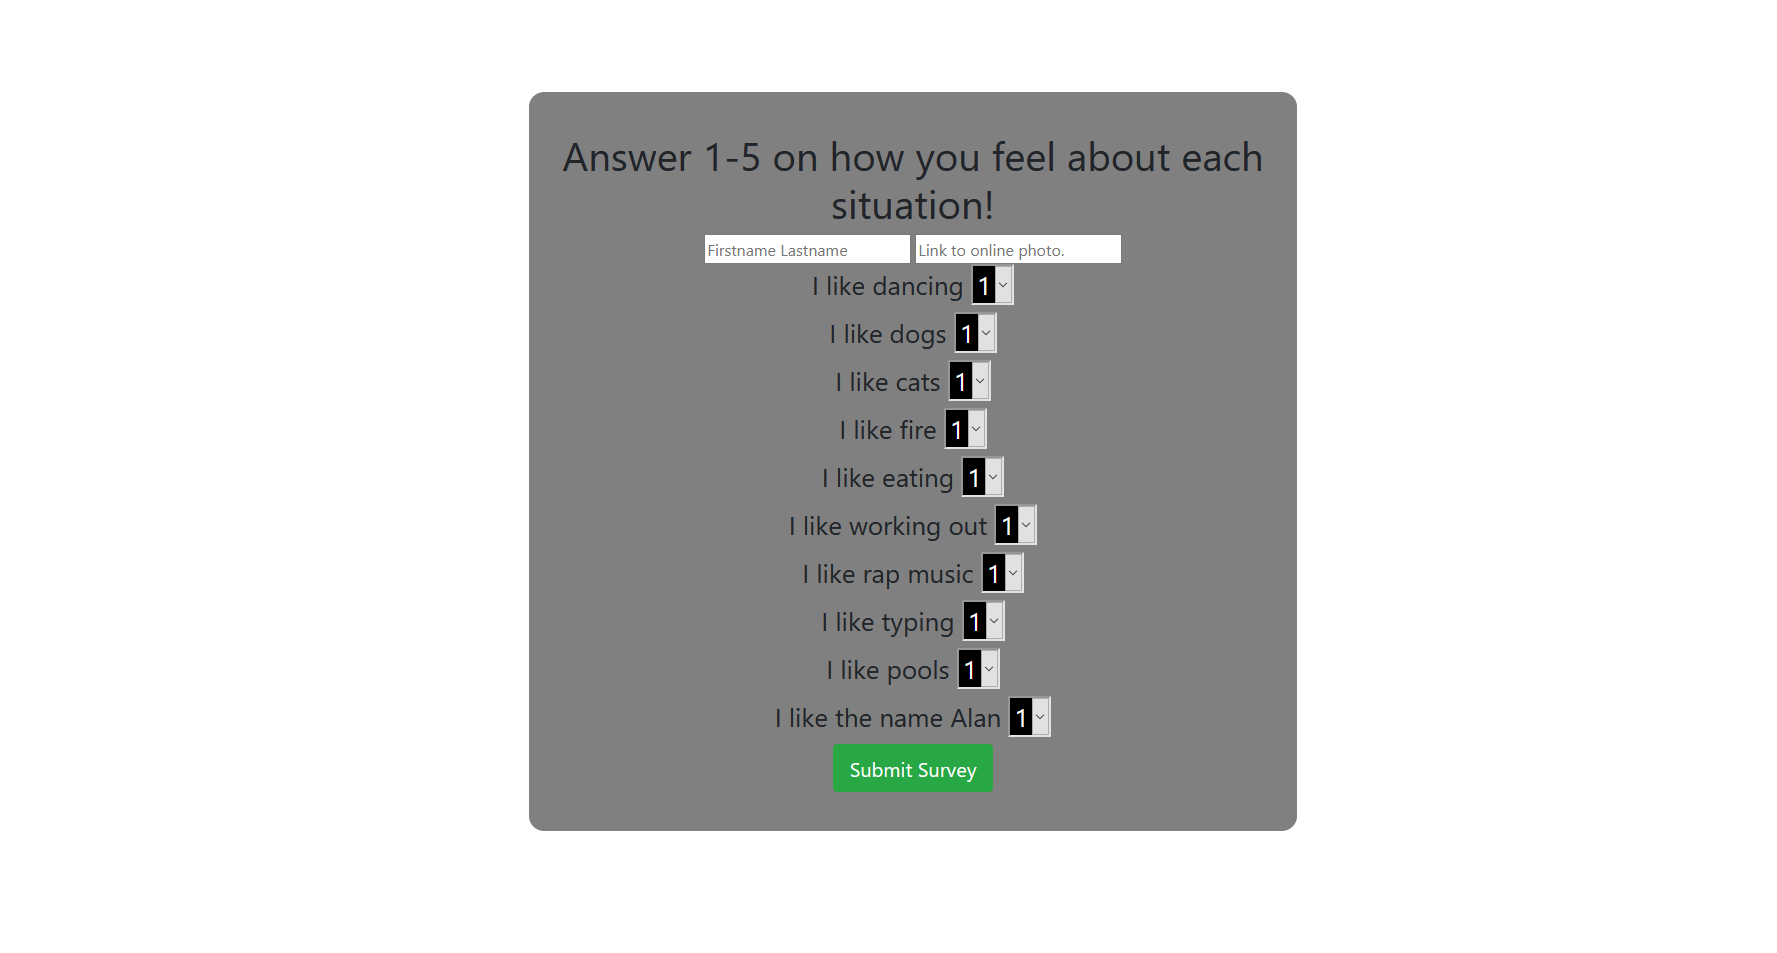 Answer 1-5 on how you feel about each
situation!
Firstname Lastname Link to online photo.
I like dancing 1
I like dogs 1
I like cats 1
I like fire 1
I like eating 1
I like working out 1
I like rap music 1
I like typing 1
I like pools 1
I like the name Alan 1
Submit Survey